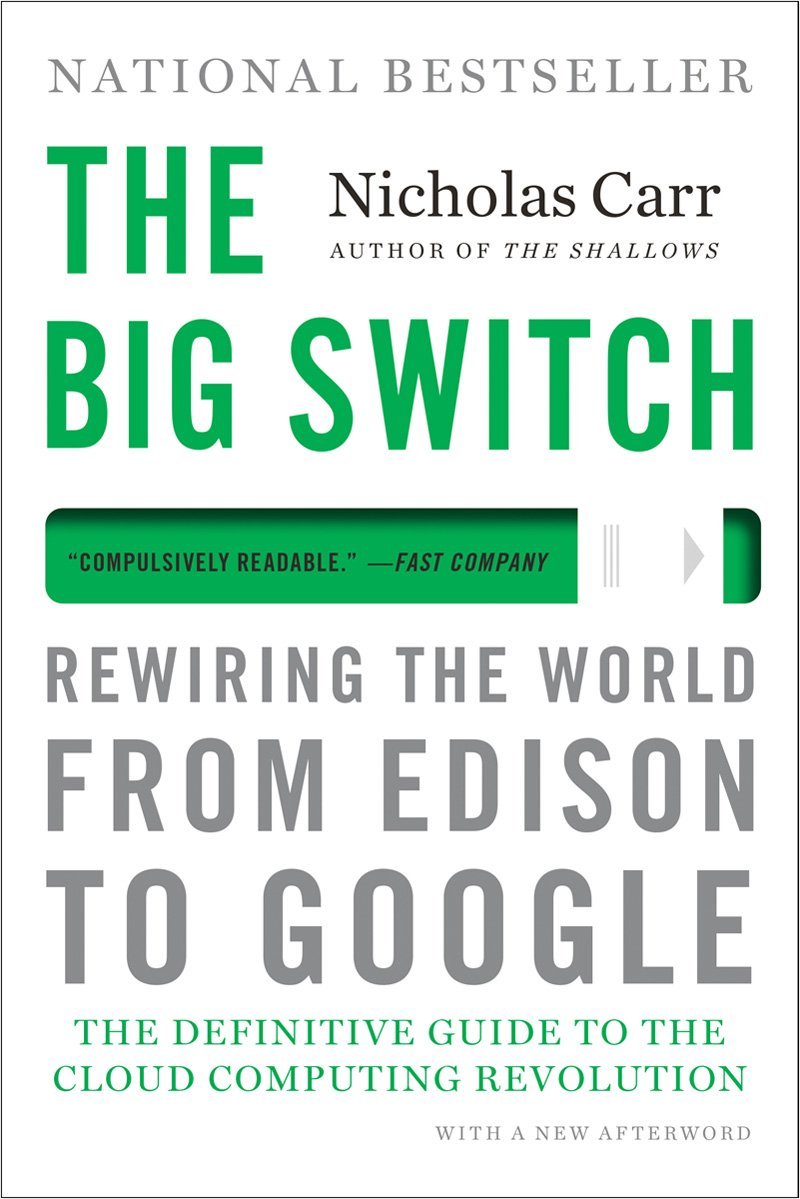 NATIONAL BESTSELLER
THE
Nicholas Carr
AUTHOR OF THE SHALLOWS
BIG SWITCH
“COMPULSIVELY READABLE.” —FAST COMPANY
REWIRING THE WORLD
FROM EDISON
TO GOOGLE
THE DEFINITIVE GUIDE TO THE
CLOUD COMPUTING REVOLUTION
WITH A NEW AFTERWORD